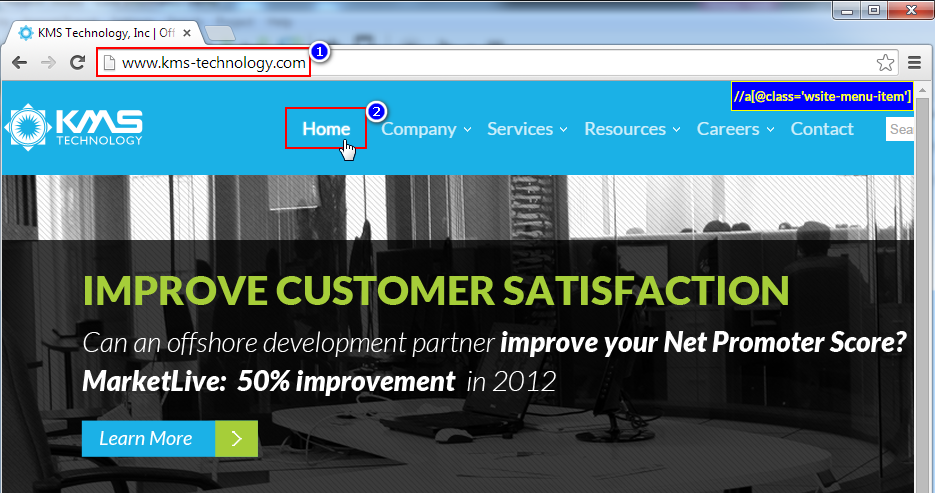 KMS Technology, Inc | Off
www.kms-technology.com
1
//a[@class='wsite-menu-item']
2
KMS
TECHNOLOGY
Home Company Services Resources Careers Contact Sea
IMPROVE CUSTOMER SATISFACTION
Can an offshore development partner improve your Net Promoter Score?
MarketLive: 50% improvement in 2012
Learn More